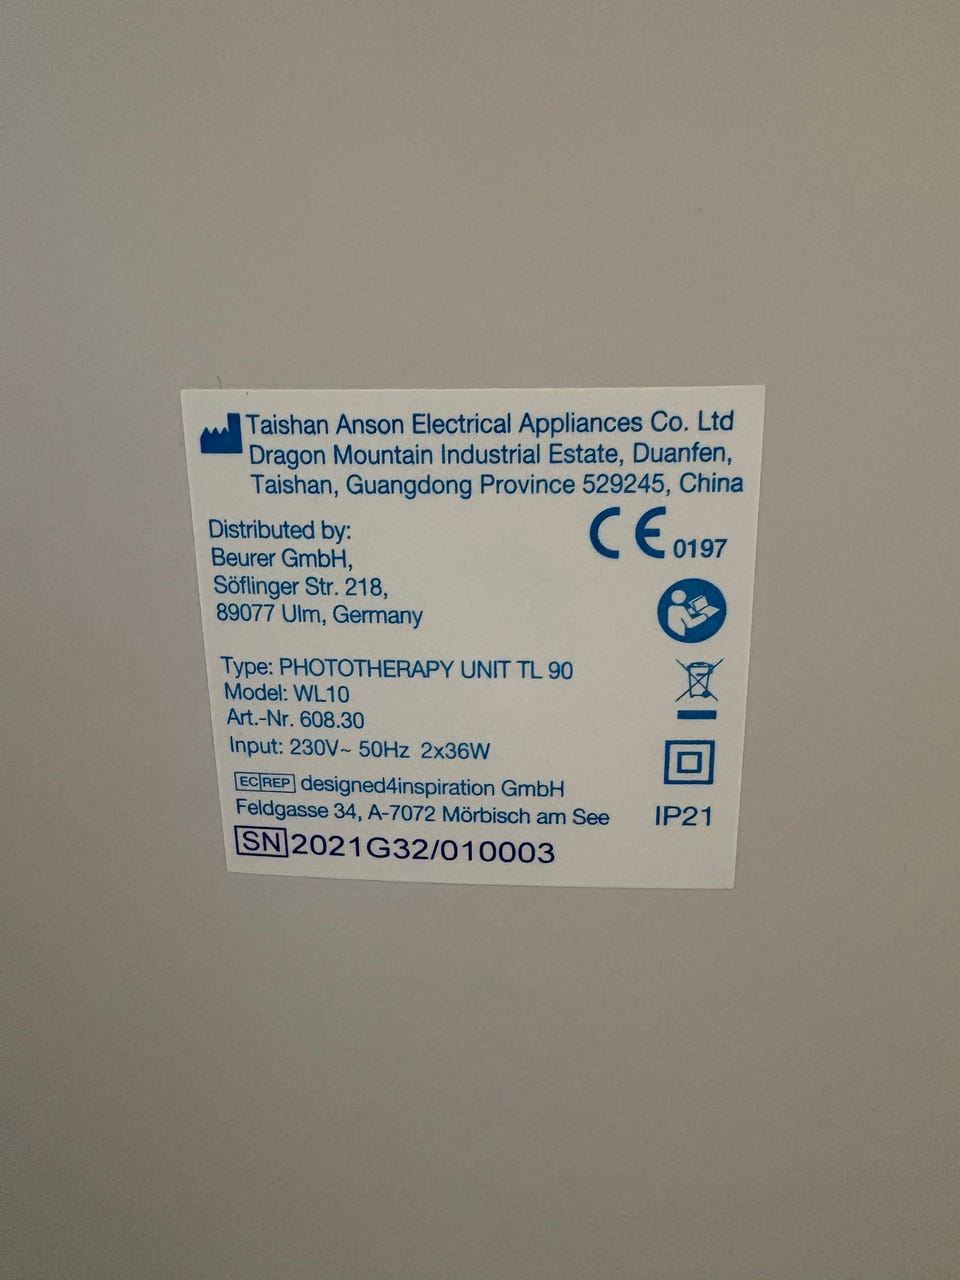 Taishan Anson Electrical Appliances Co. Ltd
Dragon Mountain Industrial Estate, Duanfen,
Taishan, Guangdong Province 529245, China
CE 0197
Distributed by:
Beurer GmbH,
Söflinger Str. 218,
89077 Ulm, Germany
Type: PHOTOTHERAPY UNIT TL 90
Model: WL10
Art.-Nr. 608.30
Input: 230V~ 50Hz 2x36W
EC REP designed4inspiration GmbH
Feldgasse 34, A-7072 Mörbisch am See
IP21
SN 2021G32/010003